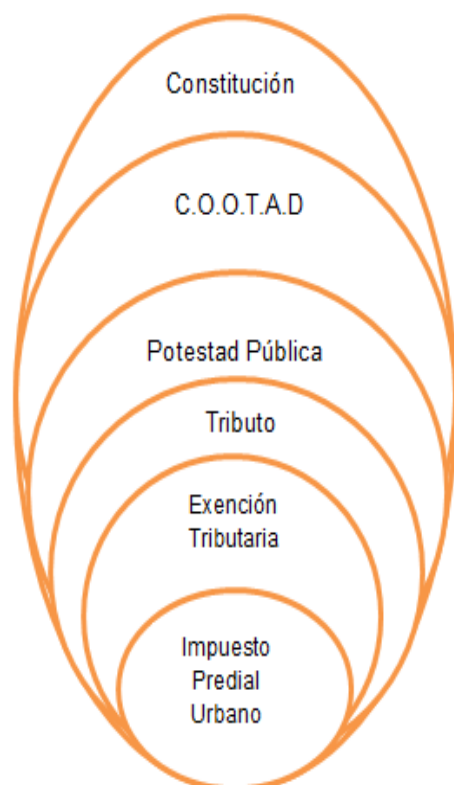 Constitución
C.O.O.T.A.D
Potestad Pública
Tributo
Exención
Tributaria
Impuesto
Predial
Urbano